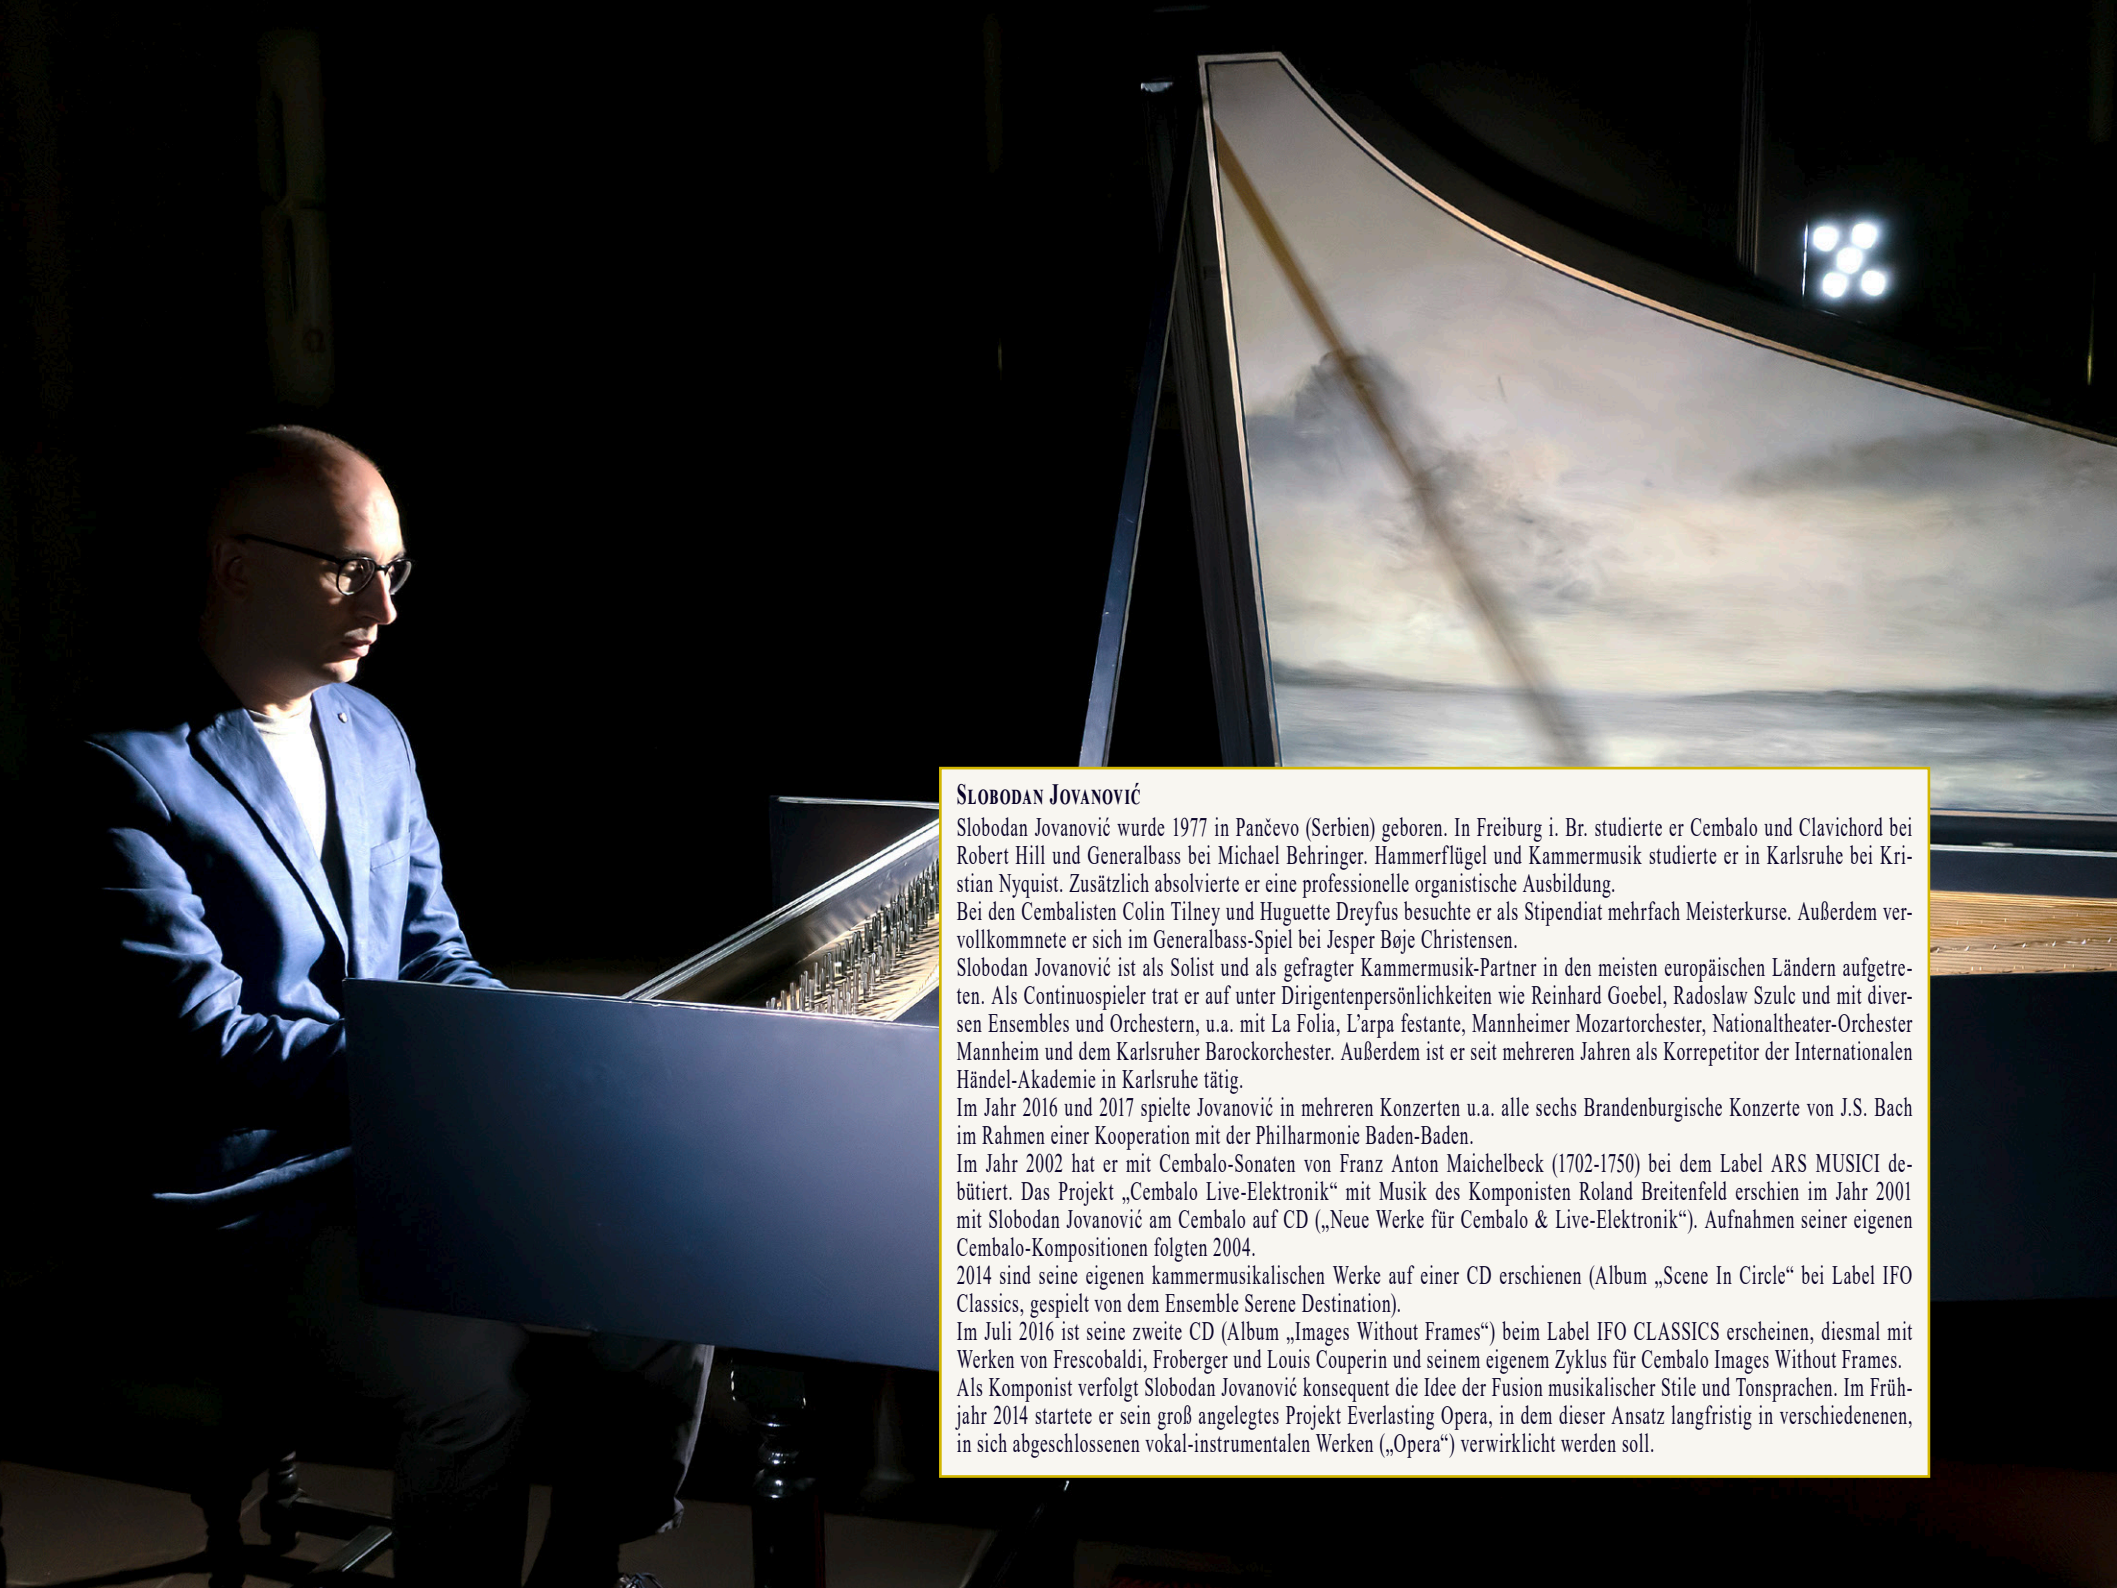 Slobodan Jovanović
Slobodan Jovanović wurde 1977 in Pančevo (Serbien) geboren. In Freiburg i. Br. studierte er Cembalo und Clavichord bei
Robert Hill und Generalbass bei Michael Behringer. Hammerflügel und Kammermusik studierte er in Karlsruhe bei Kri-
stian Nyquist. Zusätzlich absolvierte er eine professionelle organistische Ausbildung.
Bei den Cembalisten Colin Tilney und Huguette Dreyfus besuchte er als Stipendiat mehrfach Meisterkurse. Außerdem ver-
vollkommnete er sich im Generalbass-Spiel bei Jesper Bøje Christensen.
Slobodan Jovanović ist als Solist und als gefragter Kammermusik-Partner in den meisten europäischen Ländern aufgetre-
ten. Als Continuospieler trat er auf unter Dirigentenpersönlichkeiten wie Reinhard Goebel, Radoslaw Szulc und mit diver-
sen Ensembles und Orchestern, u.a. mit La Folia, L’arpa festante, Mannheimer Mozartorchester, Nationaltheater-Orchester
Mannheim und dem Karlsruher Barockorchester. Außerdem ist er seit mehreren Jahren als Korrepetitor der Internationalen
Händel-Akademie in Karlsruhe tätig.
Im Jahr 2016 und 2017 spielte Jovanović in mehreren Konzerten u.a. alle sechs Brandenburgische Konzerte von J.S. Bach
im Rahmen einer Kooperation mit der Philharmonie Baden-Baden.
Im Jahr 2002 hat er mit Cembalo-Sonaten von Franz Anton Maichelbeck (1702-1750) bei dem Label ARS MUSICI de-
bütiert. Das Projekt „Cembalo Live-Elektronik“ mit Musik des Komponisten Roland Breitenfeld erschien im Jahr 2001
mit Slobodan Jovanović am Cembalo auf CD („Neue Werke für Cembalo & Live-Elektronik“). Aufnahmen seiner eigenen
Cembalo-Kompositionen folgten 2004.
2014 sind seine eigenen kammermusikalischen Werke auf einer CD erschienen (Album „Scene In Circle“ bei Label IFO
Classics, gespielt von dem Ensemble Serene Destination).
Im Juli 2016 ist seine zweite CD (Album „Images Without Frames“) beim Label IFO CLASSICS erscheinen, diesmal mit
Werken von Frescobaldi, Froberger und Louis Couperin und seinem eigenem Zyklus für Cembalo Images Without Frames.
Als Komponist verfolgt Slobodan Jovanović konsequent die Idee der Fusion musikalischer Stile und Tonsprachen. Im Früh-
jahr 2014 startete er sein groß angelegtes Projekt Everlasting Opera, in dem dieser Ansatz langfristig in verschiedenenen,
in sich abgeschlossenen vokal-instrumentalen Werken („Opera“) verwirklicht werden soll.